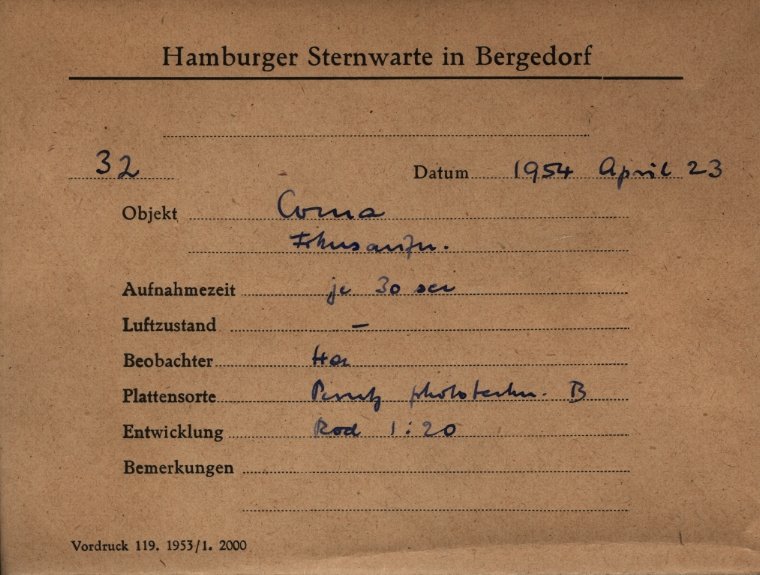 Hamburger Sternwarte in Bergedorf
32 Datum 1954 April 23
Objekt Coma
Fokusaufn.
Aufnahmezeit je 30 sec
Luftzustand –
Beobachter Ha
Plattensorte Perutz phototechn. B
Entwicklung Rod 1:20
Bemerkungen
Vordruck 119. 1953/1. 2000